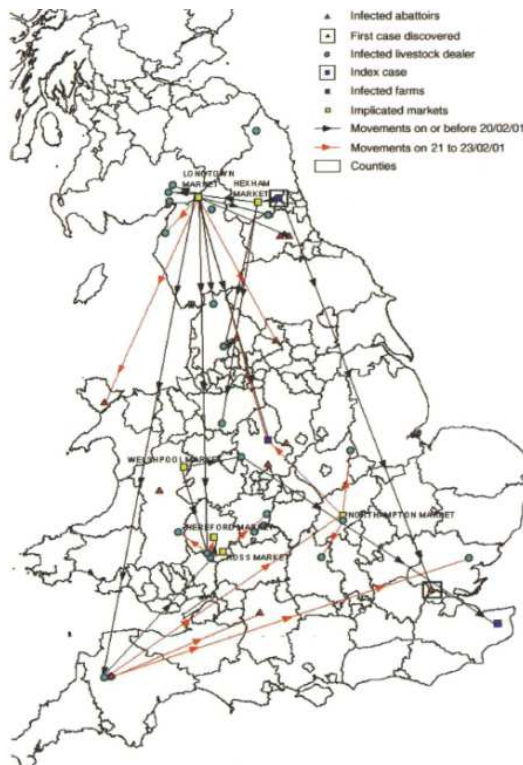 Infected abattoirs
First case discovered
Infected livestock dealer
Index case
Infected farms
Implicated markets
Movements on or before 20/02/01
Movements on 21 to 23/02/01
Counties
LONGTOWN
MARKET
HEXHAM
MARKET
WELSHPOOL MARKET
HEREFORD MARKET
ROSS MARKET
NORTHAMPTON MARKET